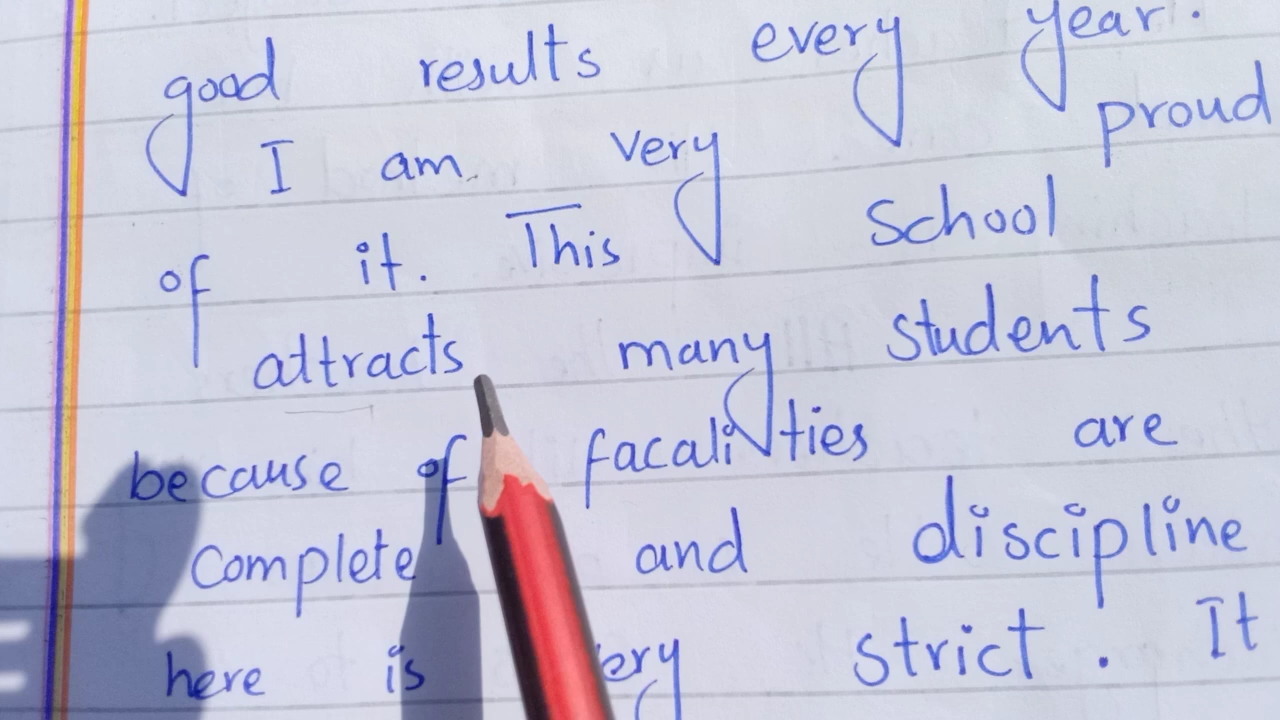 good results every year.
I am very proud
of it. This School
attracts many students
because of facalities are
complete and discipline
here is very strict. It